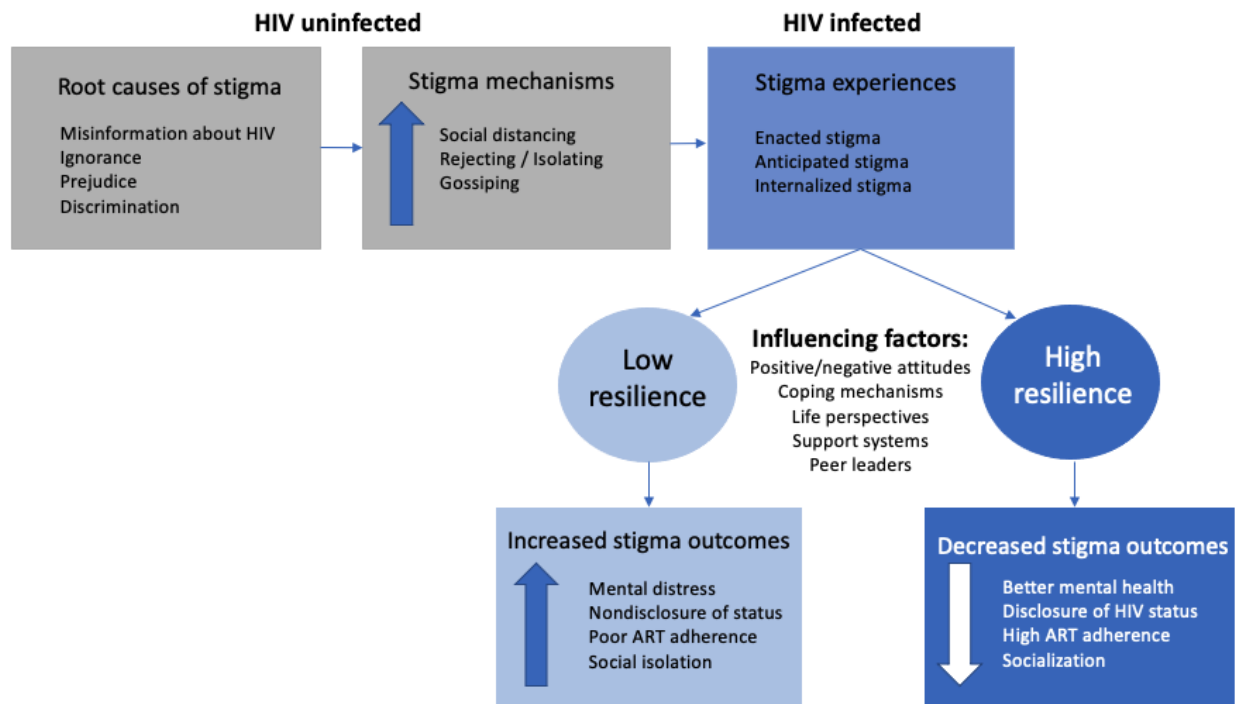 HIV uninfected
HIV infected
Root causes of stigma
Misinformation about HIV
Ignorance
Prejudice
Discrimination
Stigma mechanisms
Social distancing
Rejecting / Isolating
Gossiping
Stigma experiences
Enacted stigma
Anticipated stigma
Internalized stigma
Low
resilience
Influencing factors:
Positive/negative attitudes
Coping mechanisms
Life perspectives
Support systems
Peer leaders
High
resilience
Increased stigma outcomes
Mental distress
Nondisclosure of status
Poor ART adherence
Social isolation
Decreased stigma outcomes
Better mental health
Disclosure of HIV status
High ART adherence
Socialization